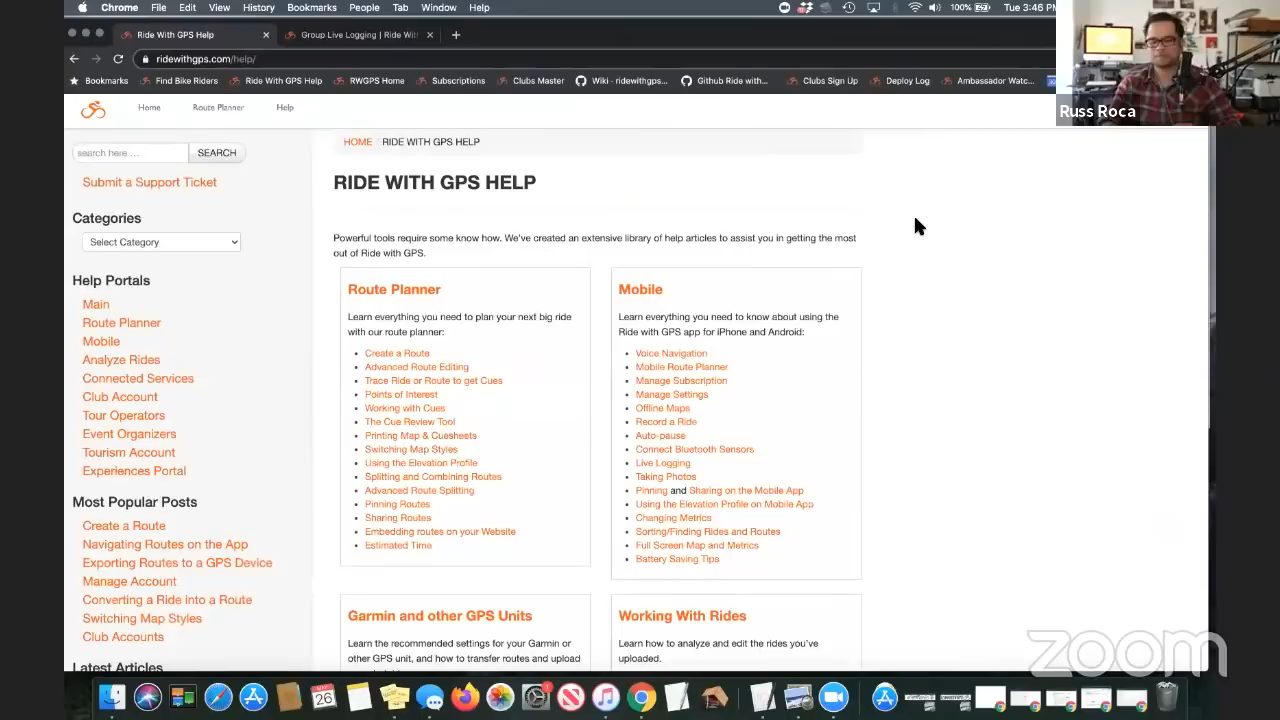 Chrome File Edit View History Bookmarks People Tab Window Help 100% Tue 3:46 PM
Ride With GPS Help
Group Live Logging | Ride Wit
ridewithgps.com/help/
Bookmarks Find Bike Riders Ride With GPS Help RWGPS Home Subscriptions Clubs Master Wiki - ridewithgps... Github Ride with... Clubs Sign Up Deploy Log Ambassador Watc...
Russ Roca
Home Route Planner Help
search here ... SEARCH
Submit a Support Ticket
Categories
Select Category
Help Portals
Main
Route Planner
Mobile
Analyze Rides
Connected Services
Club Account
Tour Operators
Event Organizers
Tourism Account
Experiences Portal
Most Popular Posts
Create a Route
Navigating Routes on the App
Exporting Routes to a GPS Device
Manage Account
Converting a Ride into a Route
Switching Map Styles
Club Accounts
Latest Articles
HOME / RIDE WITH GPS HELP
RIDE WITH GPS HELP
Powerful tools require some know how. We've created an extensive library of help articles to assist you in getting the most
out of Ride with GPS.
Route Planner
Learn everything you need to plan your next big ride
with our route planner:
Create a Route
Advanced Route Editing
Trace Ride or Route to get Cues
Points of Interest
Working with Cues
The Cue Review Tool
Printing Map & Cuesheets
Switching Map Styles
Using the Elevation Profile
Splitting and Combining Routes
Advanced Route Splitting
Pinning Routes
Sharing Routes
Embedding routes on your Website
Estimated Time
Mobile
Learn everything you need to know about using the
Ride with GPS app for iPhone and Android:
Voice Navigation
Mobile Route Planner
Manage Subscription
Manage Settings
Offline Maps
Record a Ride
Auto-pause
Connect Bluetooth Sensors
Live Logging
Taking Photos
Pinning and Sharing on the Mobile App
Using the Elevation Profile on Mobile App
Changing Metrics
Sorting/Finding Rides and Routes
Full Screen Map and Metrics
Battery Saving Tips
Garmin and other GPS Units
Learn the recommended settings for your Garmin or
other GPS unit, and how to transfer routes and upload
Working With Rides
Learn how to analyze and edit the rides you've
uploaded.
zoom
26